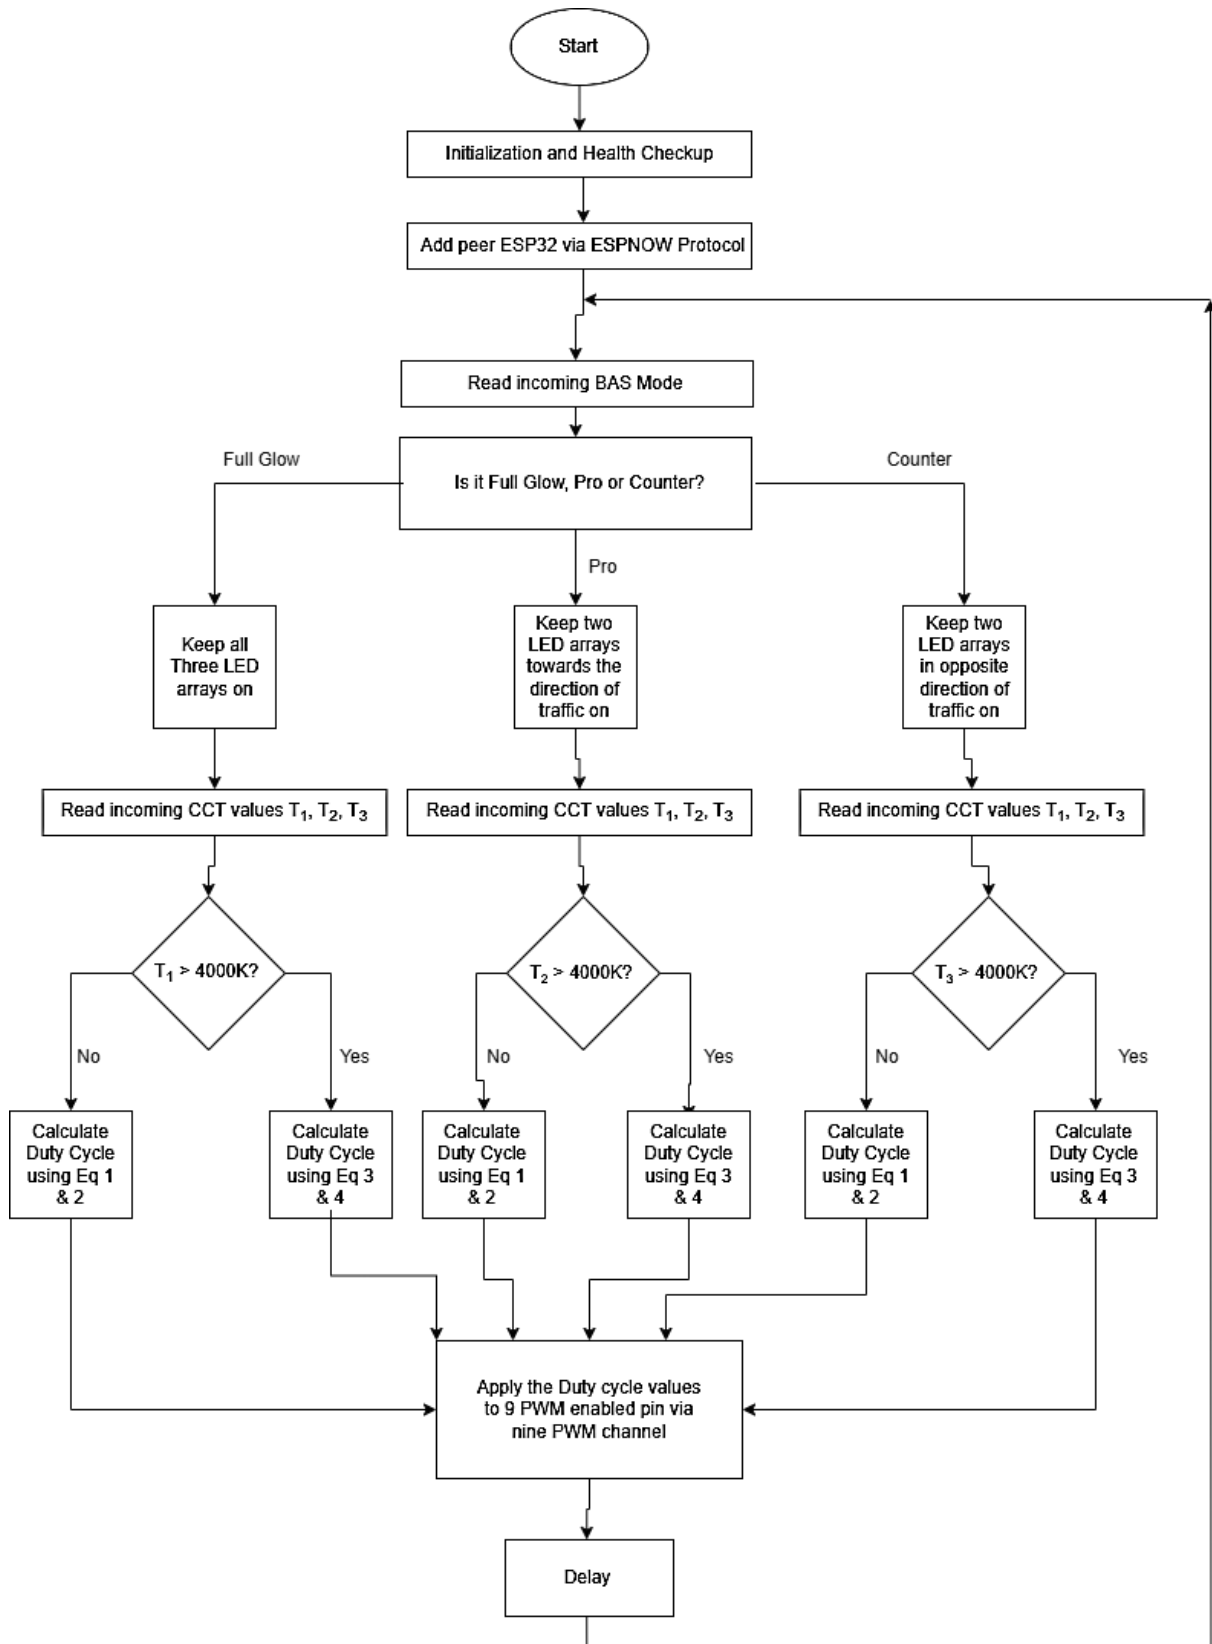 Start
Initialization and Health Checkup
Add peer ESP32 via ESPNOW Protocol
Read incoming BAS Mode
Full Glow
Is it Full Glow, Pro or Counter?
Counter
Pro
Keep all
Three LED
arrays on
Keep two
LED arrays
towards the
direction of
traffic on
Keep two
LED arrays
in opposite
direction of
traffic on
Read incoming CCT values T₁, T₂, T₃
Read incoming CCT values T₁, T₂, T₃
Read incoming CCT values T₁, T₂, T₃
T₁ > 4000K?
T₂ > 4000K?
T₃ > 4000K?
No
Yes
No
Yes
No
Yes
Calculate
Duty Cycle
using Eq 1
& 2
Calculate
Duty Cycle
using Eq 3
& 4
Calculate
Duty Cycle
using Eq 1
& 2
Calculate
Duty Cycle
using Eq 3
& 4
Calculate
Duty Cycle
using Eq 1
& 2
Calculate
Duty Cycle
using Eq 3
& 4
Apply the Duty cycle values
to 9 PWM enabled pin via
nine PWM channel
Delay